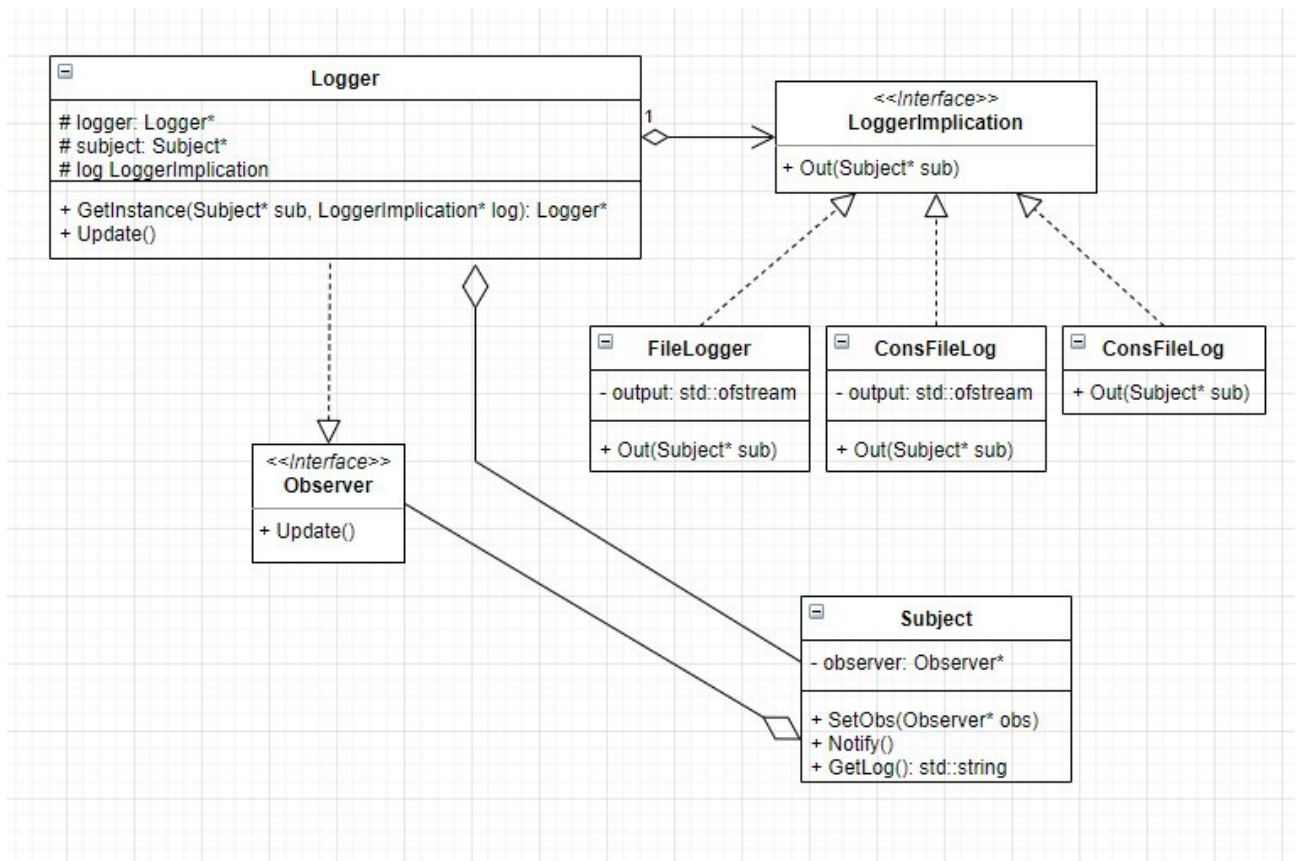 Logger
# logger: Logger*
# subject: Subject*
# log LoggerImplication
+ GetInstance(Subject* sub, LoggerImplication* log): Logger*
+ Update()
1
<<Interface>>
LoggerImplication
+ Out(Subject* sub)
FileLogger
- output: std::ofstream
+ Out(Subject* sub)
ConsFileLog
- output: std::ofstream
+ Out(Subject* sub)
ConsFileLog
+ Out(Subject* sub)
<<Interface>>
Observer
+ Update()
Subject
- observer: Observer*
+ SetObs(Observer* obs)
+ Notify()
+ GetLog(): std::string